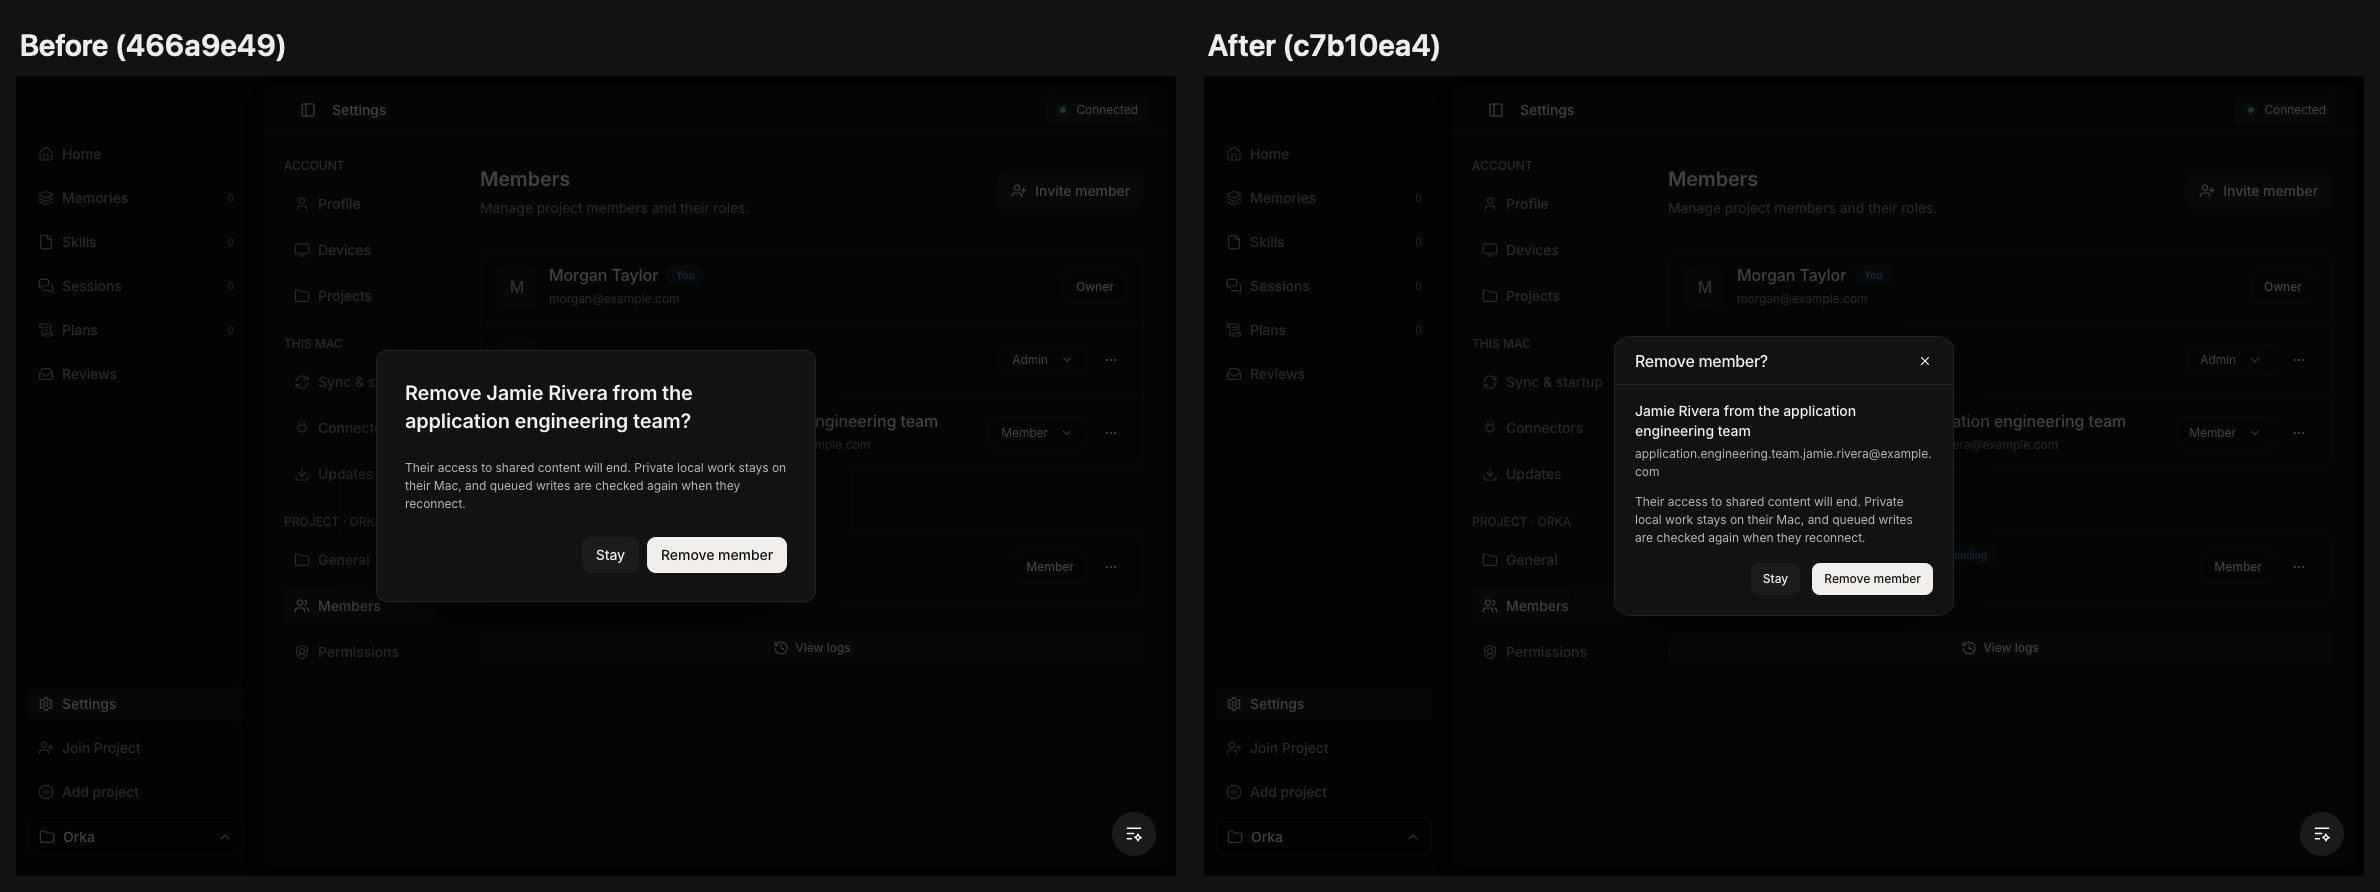 Before (466a9e49)
Settings
Connected
Home
Memories 0
Skills 0
Sessions 0
Plans 0
Reviews
Settings
Join Project
Add project
Orka
ACCOUNT
Profile
Devices
Projects
THIS MAC
Sync & s
Connect
Updates
PROJECT · ORK
General
Members
Permissions
Members
Manage project members and their roles.
Invite member
M
Morgan Taylor You
morgan@example.com
Owner
Admin
ngineering team
mple.com
Member
Member
View logs
Remove Jamie Rivera from the
application engineering team?
Their access to shared content will end. Private local work stays on
their Mac, and queued writes are checked again when they
reconnect.
Stay
Remove member
After (c7b10ea4)
Settings
Connected
Home
Memories 0
Skills 0
Sessions 0
Plans 0
Reviews
Settings
Join Project
Add project
Orka
ACCOUNT
Profile
Devices
Projects
THIS MAC
Sync & startup
Connectors
Updates
PROJECT · ORKA
General
Members
Permissions
Members
Manage project members and their roles.
Invite member
M
Morgan Taylor You
morgan@example.com
Owner
Admin
ation engineering team
era@example.com
Member
ending
Member
View logs
Remove member?
Jamie Rivera from the application
engineering team
application.engineering.team.jamie.rivera@example.
com
Their access to shared content will end. Private
local work stays on their Mac, and queued writes
are checked again when they reconnect.
Stay
Remove member